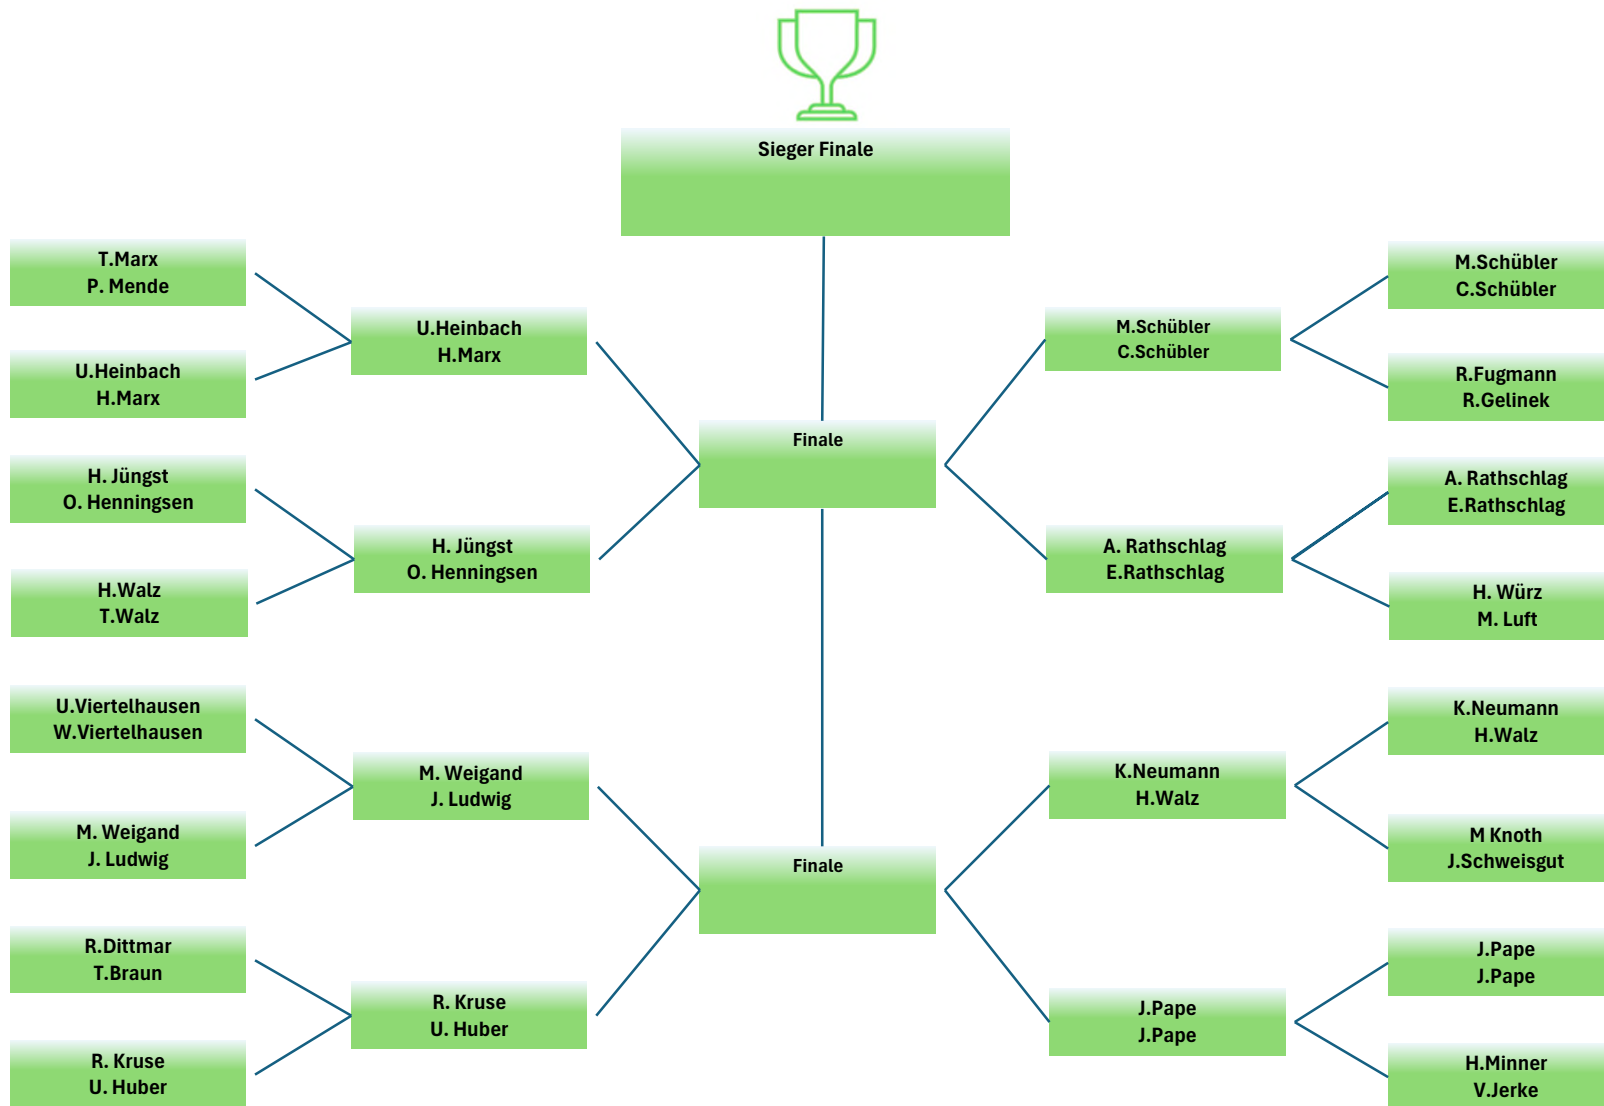 Sieger Finale
T.Marx
P. Mende
U.Heinbach
H.Marx
H. Jüngst
O. Henningsen
H.Walz
T.Walz
U.Viertelhausen
W.Viertelhausen
M. Weigand
J. Ludwig
R.Dittmar
T.Braun
R. Kruse
U. Huber
U.Heinbach
H.Marx
H. Jüngst
O. Henningsen
M. Weigand
J. Ludwig
R. Kruse
U. Huber
Finale
Finale
M.Schübler
C.Schübler
A. Rathschlag
E.Rathschlag
K.Neumann
H.Walz
J.Pape
J.Pape
M.Schübler
C.Schübler
R.Fugmann
R.Gelinek
A. Rathschlag
E.Rathschlag
H. Würz
M. Luft
K.Neumann
H.Walz
M Knoth
J.Schweisgut
J.Pape
J.Pape
H.Minner
V.Jerke